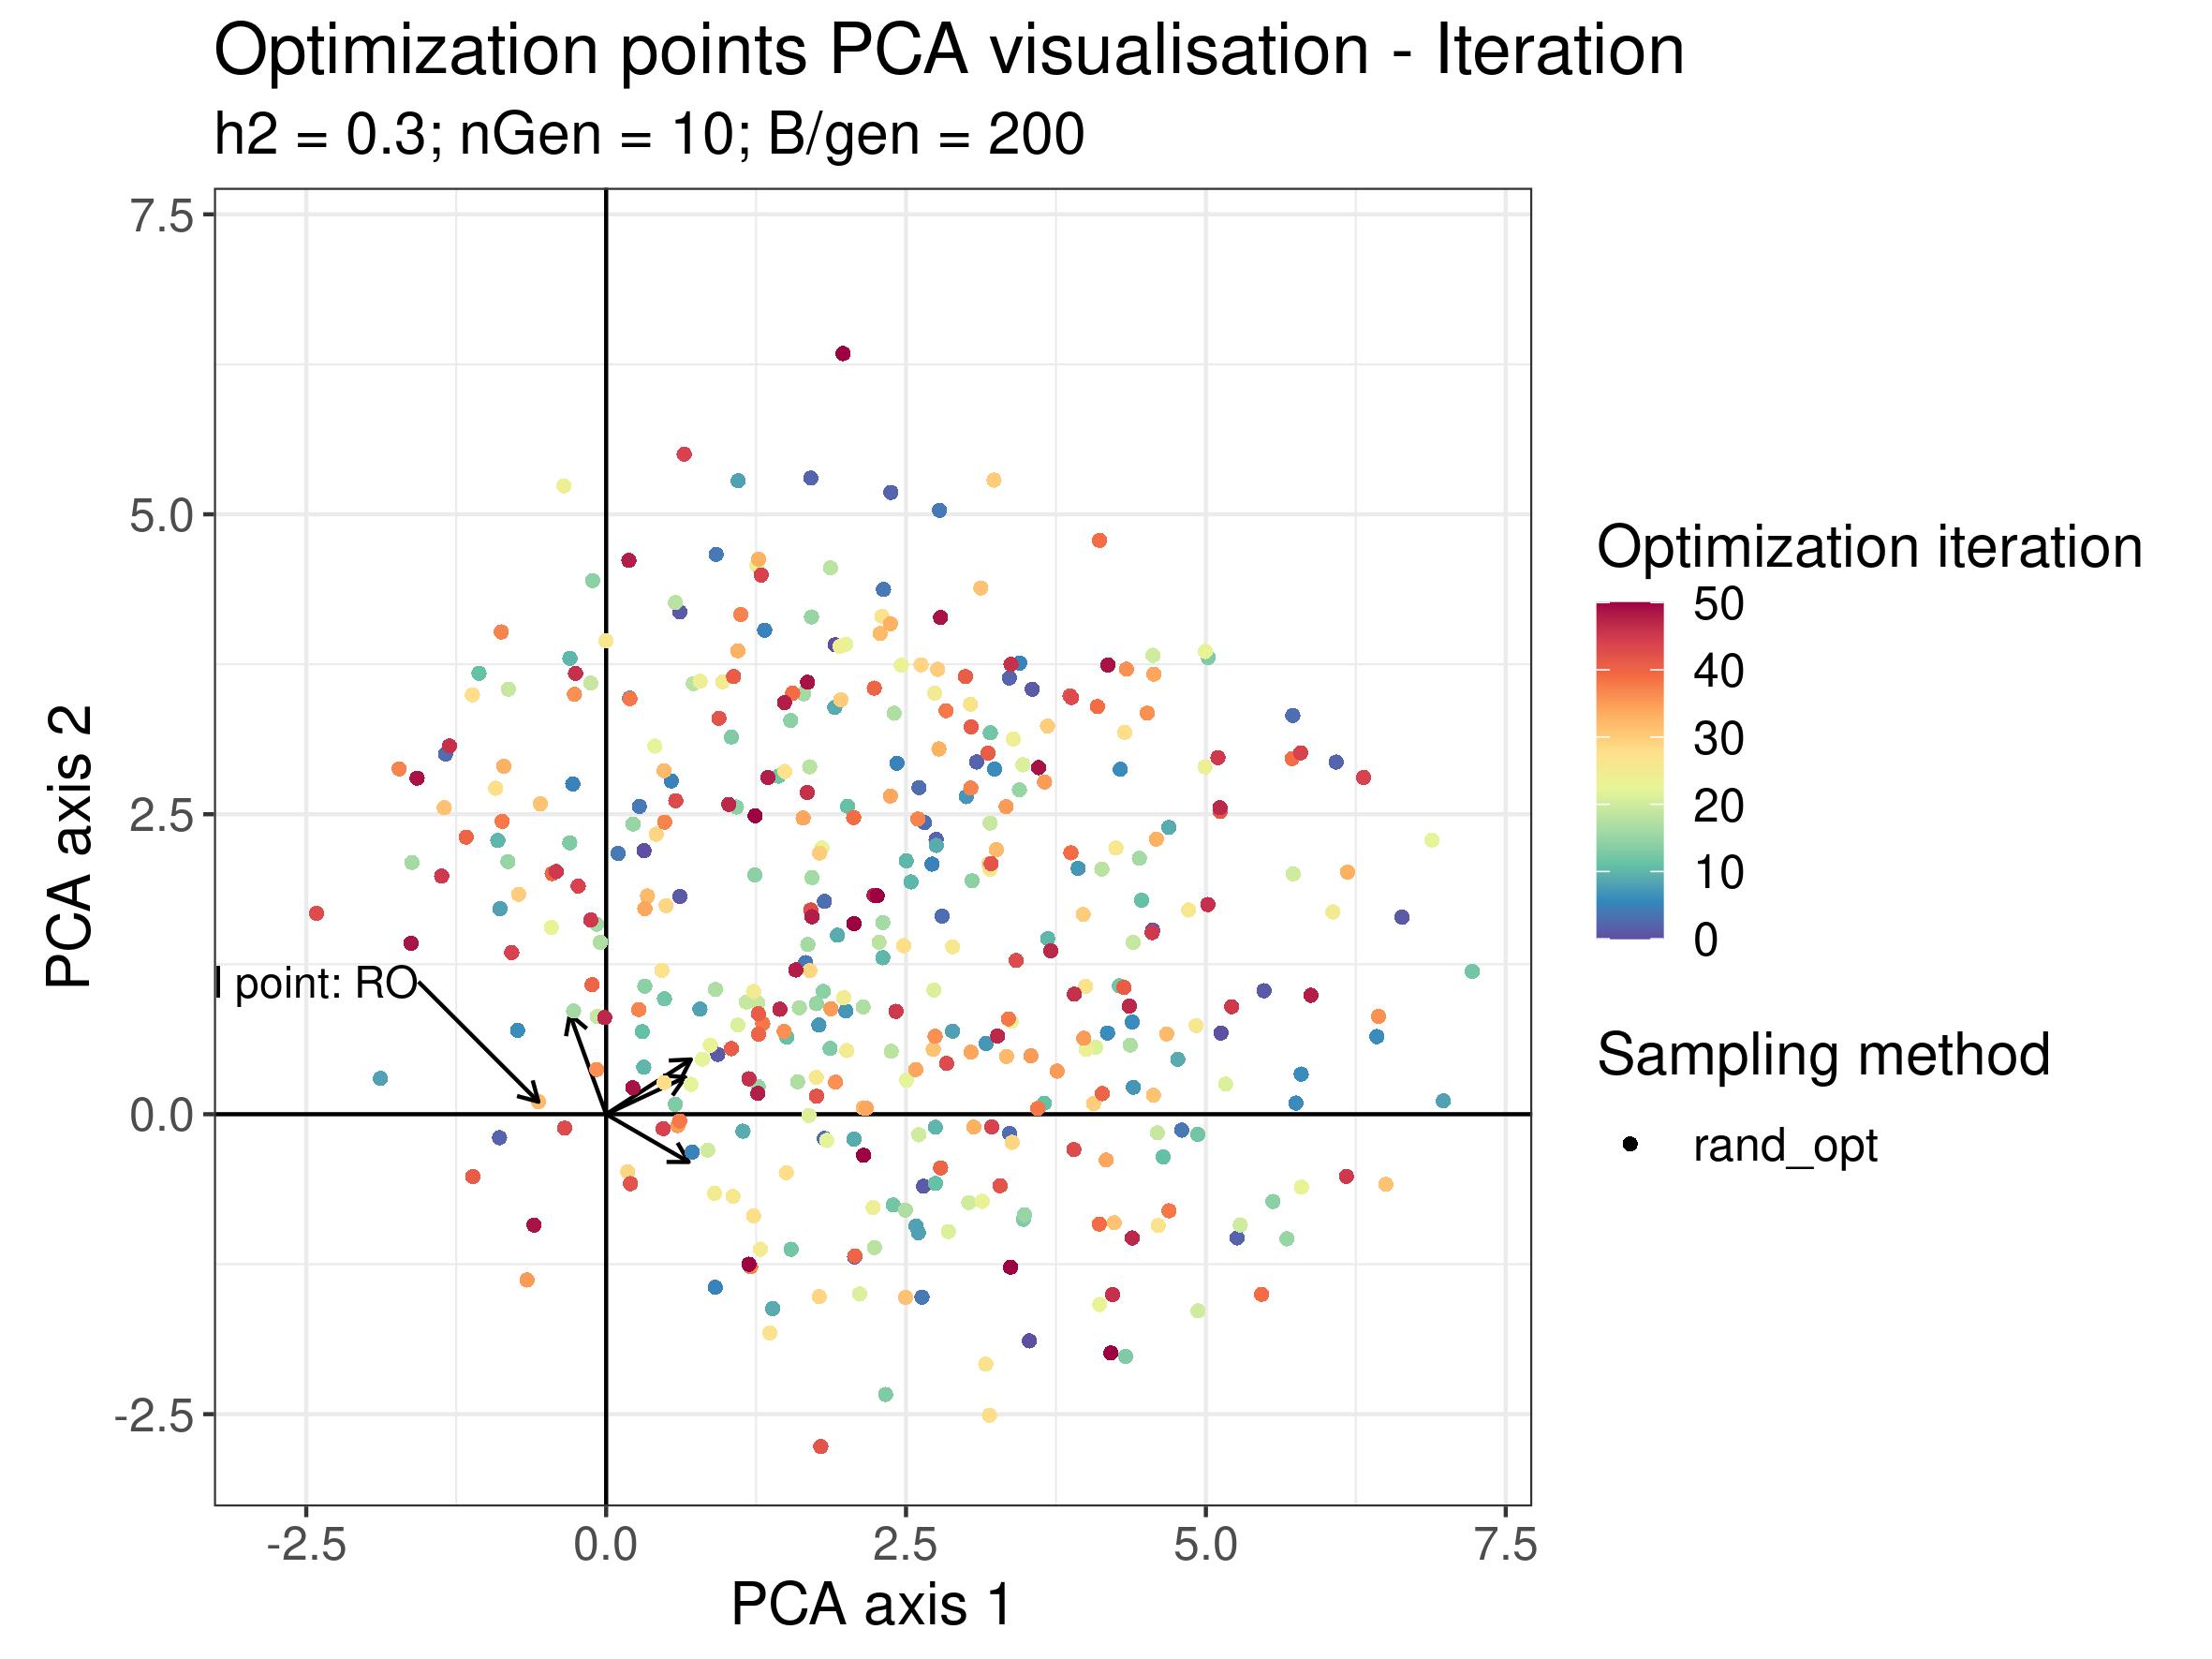 Optimization points PCA visualisation - Iteration
h2 = 0.3; nGen = 10; B/gen = 200
7.5
5.0
2.5
0.0
-2.5
PCA axis 2
point: RO
-2.5
0.0
2.5
5.0
7.5
PCA axis 1
Optimization iteration
50
40
30
20
10
0
Sampling method
rand_opt